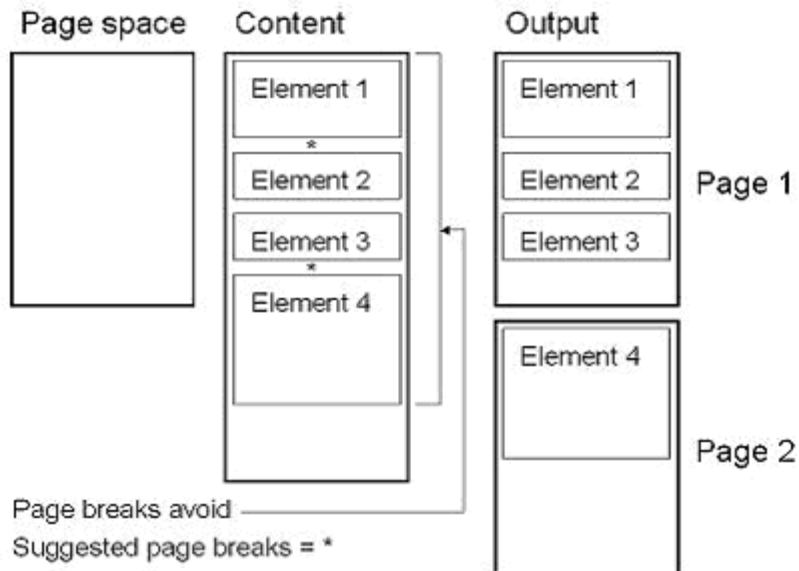 Page space
Content
Output
Element 1
*
Element 2
Element 3
*
Element 4
Element 1
Element 2
Element 3
Page 1
Element 4
Page 2
Page breaks avoid
Suggested page breaks = *